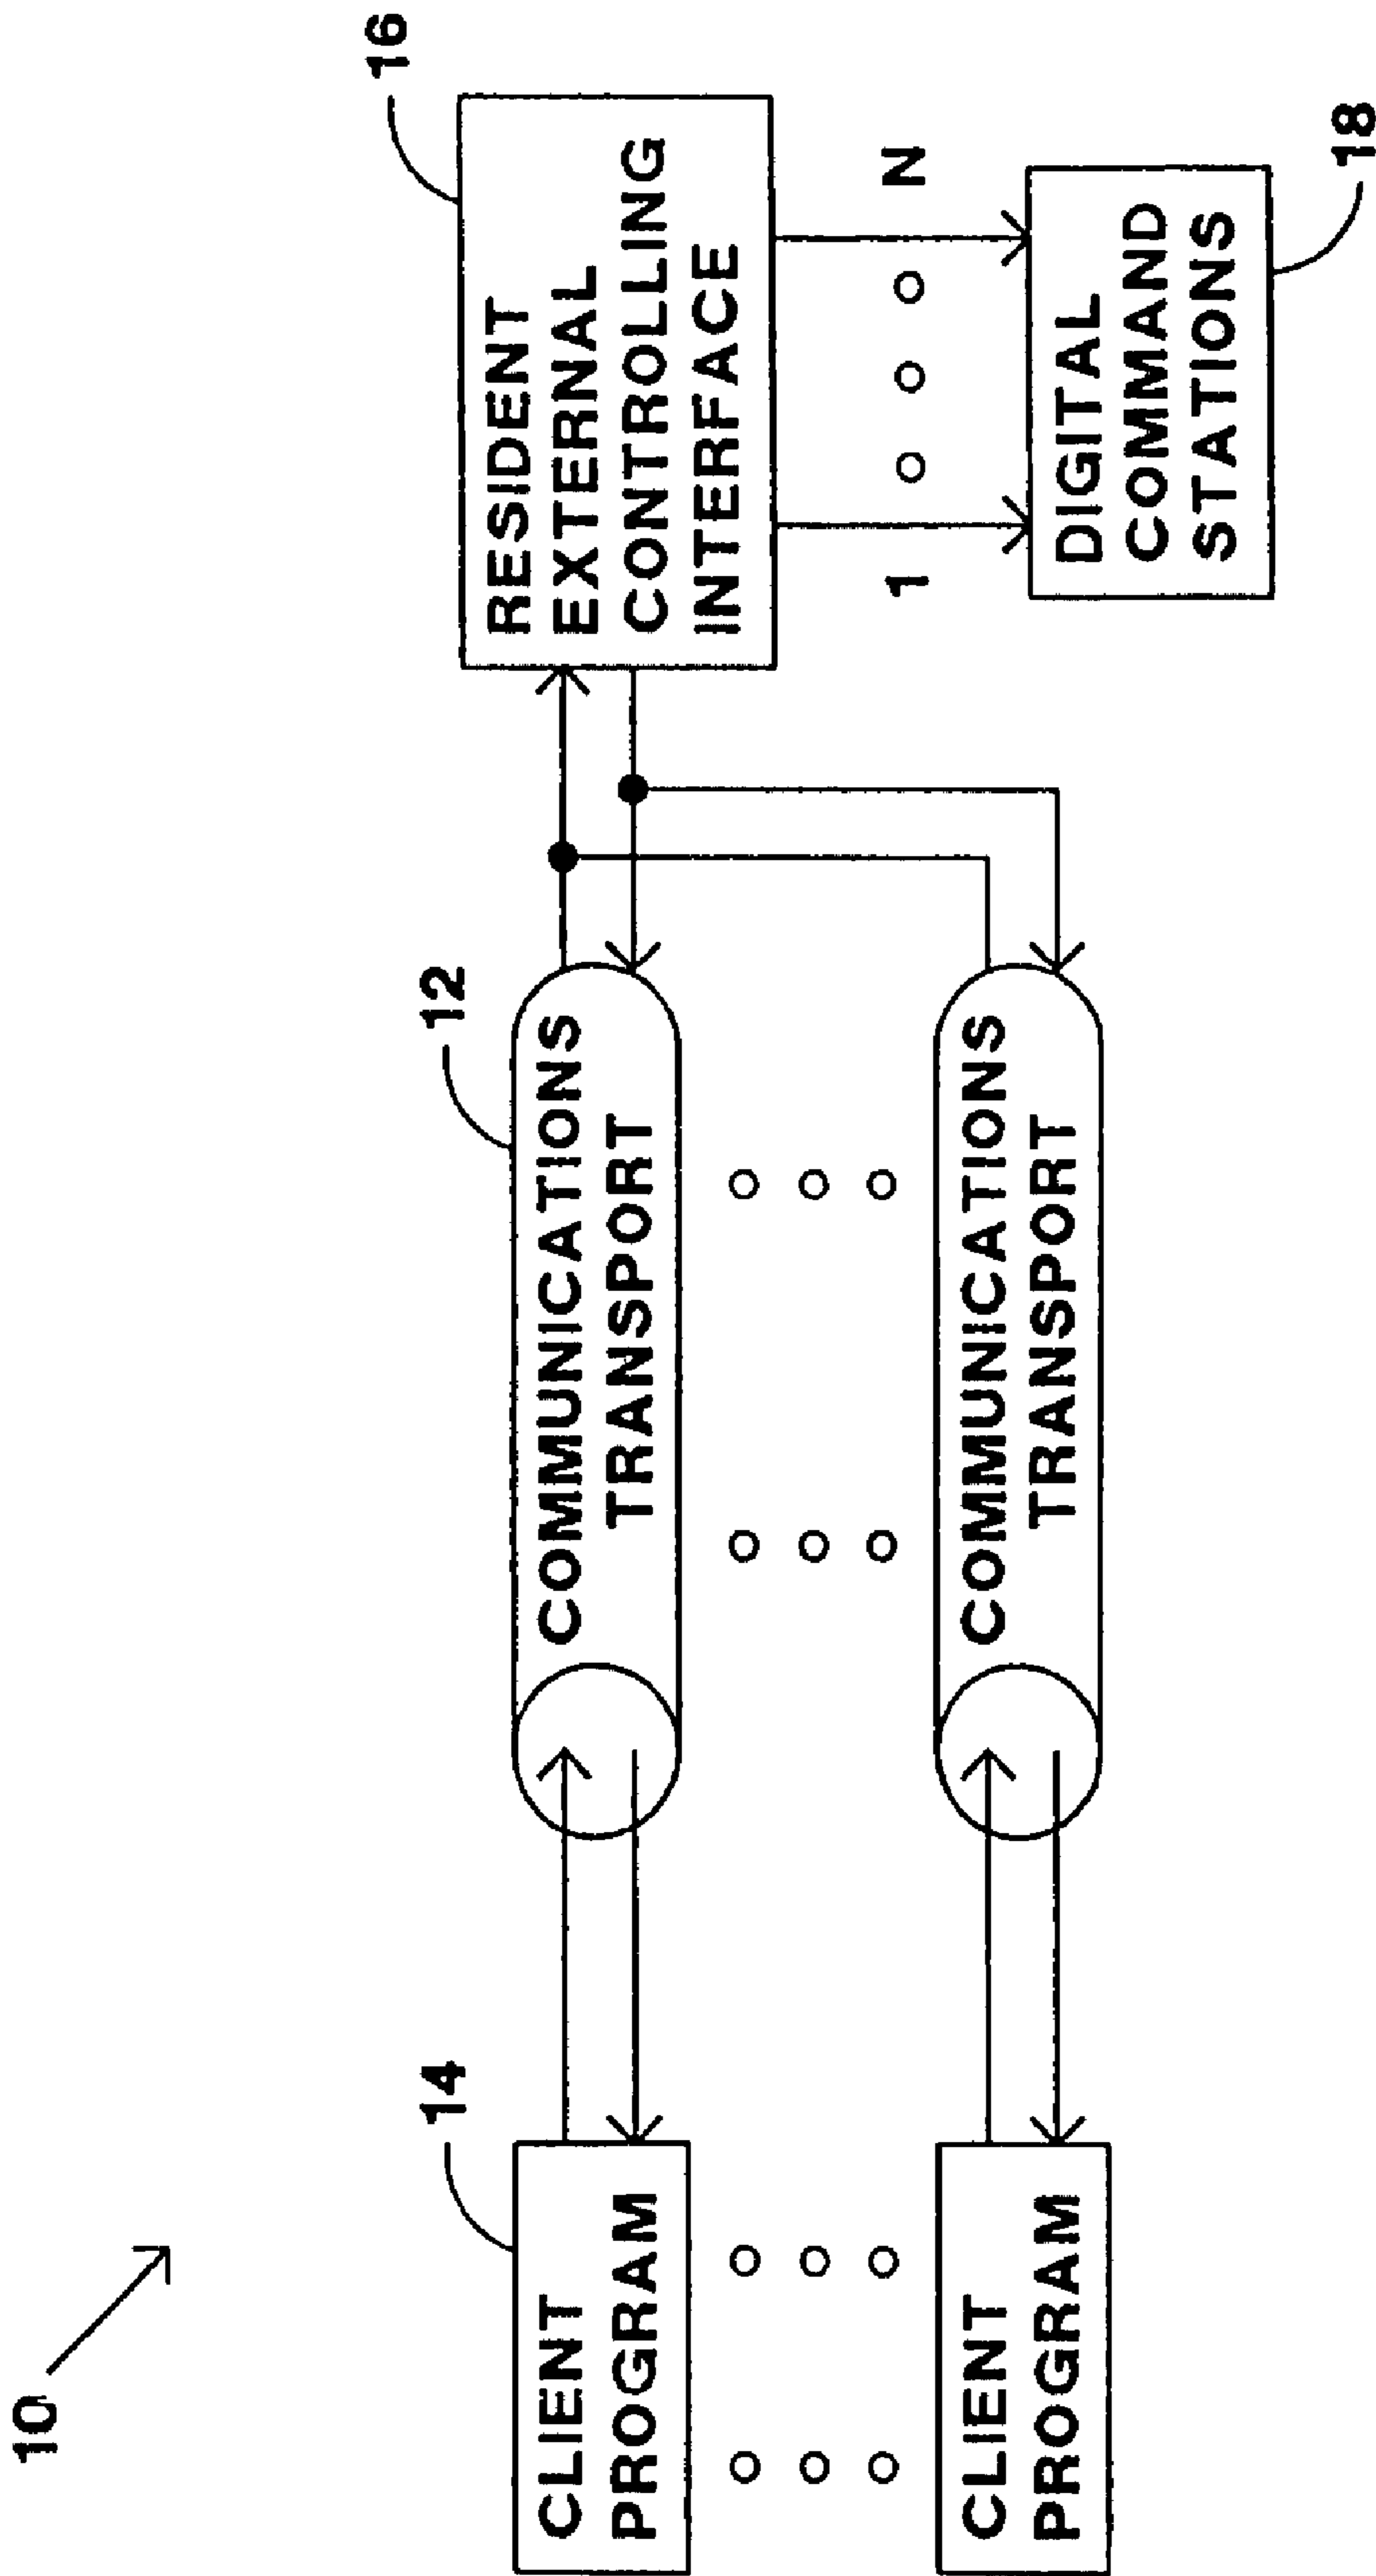 10
14
CLIENT
PROGRAM
12
COMMUNICATIONS
TRANSPORT
16
RESIDENT
EXTERNAL
CONTROLLING
INTERFACE
1
N
DIGITAL
COMMAND
STATIONS
18
CLIENT
PROGRAM
COMMUNICATIONS
TRANSPORT